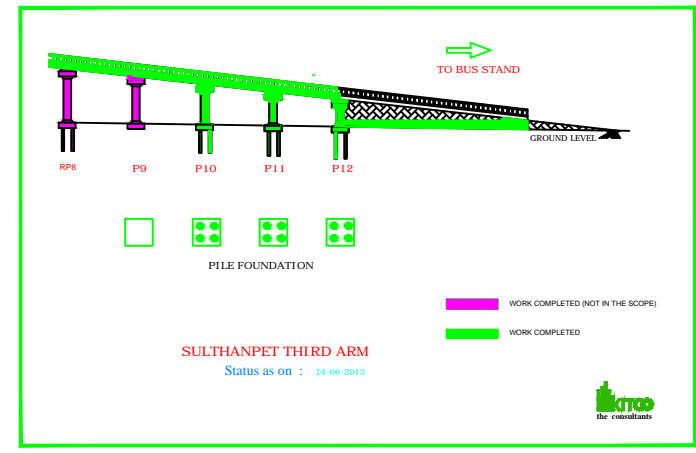 TO BUS STAND
GROUND LEVEL
RP8 P9 P10 P11 P12
PILE FOUNDATION
WORK COMPLETED (NOT IN THE SCOPE)
WORK COMPLETED
SULTHANPET THIRD ARM
Status as on : 14-06-2013
KITCO
the consultants